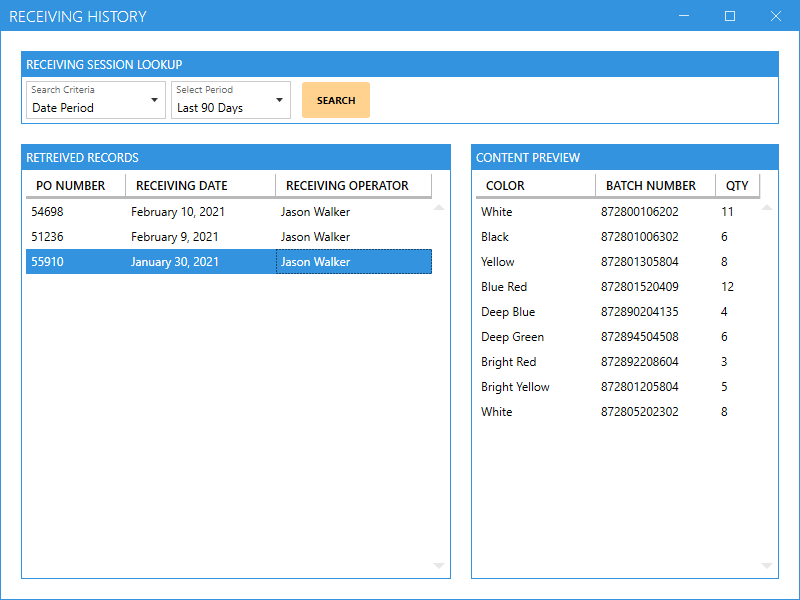 RECEIVING HISTORY
RECEIVING SESSION LOOKUP
Search Criteria
Date Period
Select Period
Last 90 Days
SEARCH
RETREIVED RECORDS
PO NUMBER RECEIVING DATE RECEIVING OPERATOR
54698 February 10, 2021 Jason Walker
51236 February 9, 2021 Jason Walker
55910 January 30, 2021 Jason Walker
CONTENT PREVIEW
COLOR BATCH NUMBER QTY
White 872800106202 11
Black 872801006302 6
Yellow 872801305804 8
Blue Red 872801520409 12
Deep Blue 872890204135 4
Deep Green 872894504508 6
Bright Red 872892208604 3
Bright Yellow 872801205804 5
White 872805202302 8